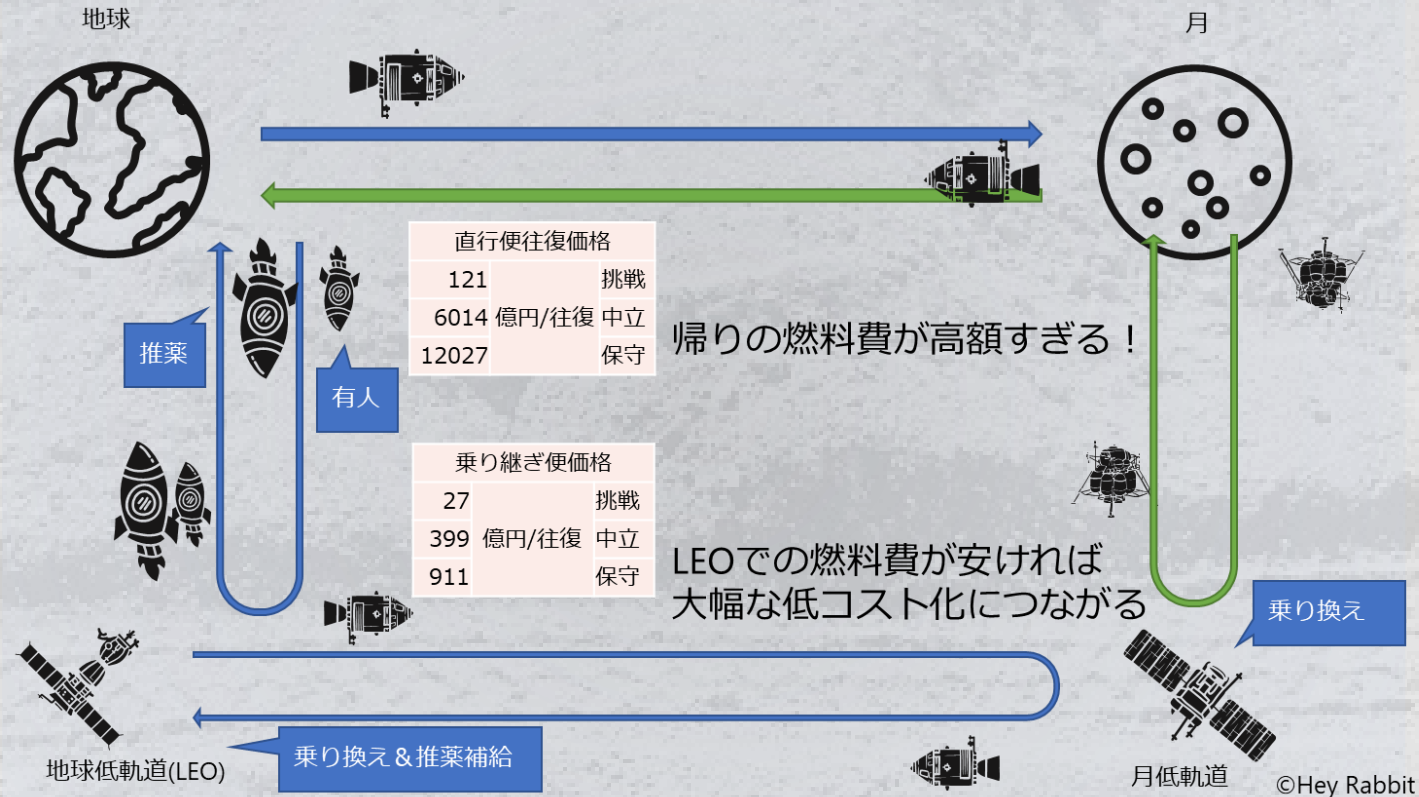 地球
月
直行便往復価格
121 挑戦
6014 億円/往復 中立
12027 保守
帰りの燃料費が高額すぎる！
推薬
有人
乗り継ぎ便価格
27 挑戦
399 億円/往復 中立
911 保守
LEOでの燃料費が安ければ
大幅な低コスト化につながる
乗り換え
乗り換え＆推薬補給
地球低軌道(LEO)
月低軌道
©Hey Rabbit